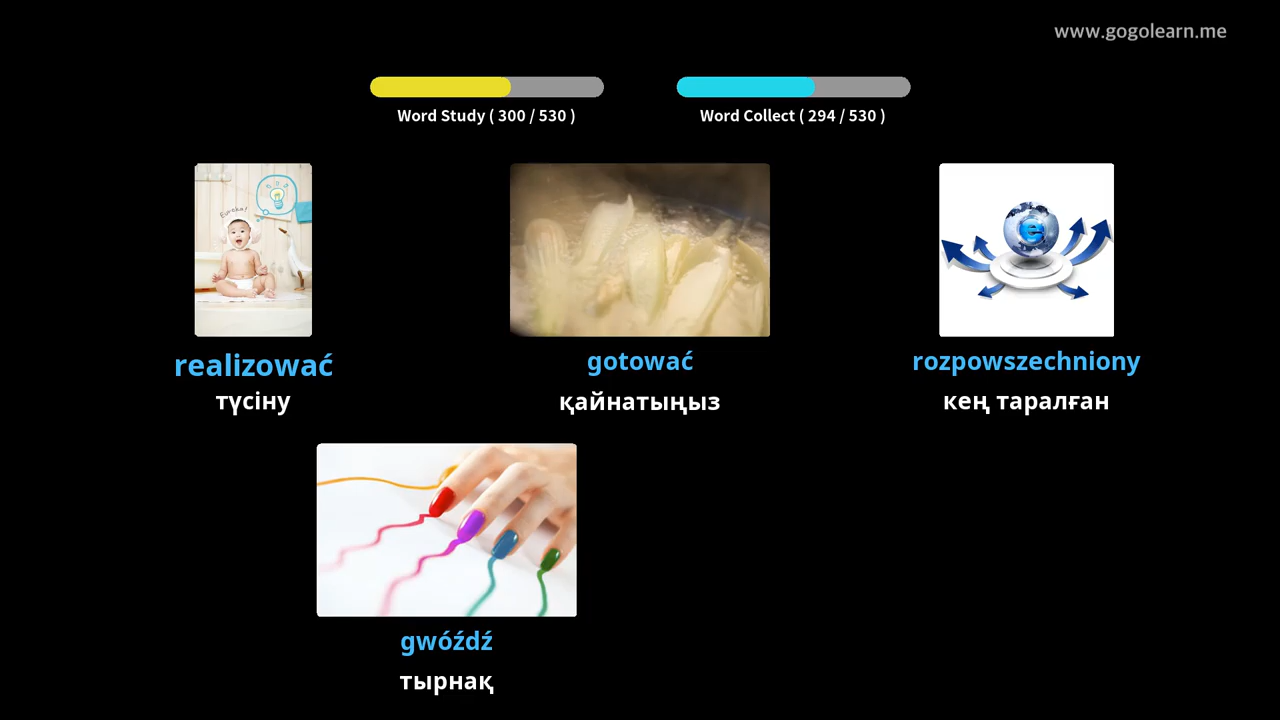 www.gogolearn.me
Word Study ( 300 / 530 )
Word Collect ( 294 / 530 )
Eureka!
realizować
түсіну
gotować
қайнатыңыз
e
rozpowszechniony
кең таралған
gwóźdź
тырнақ